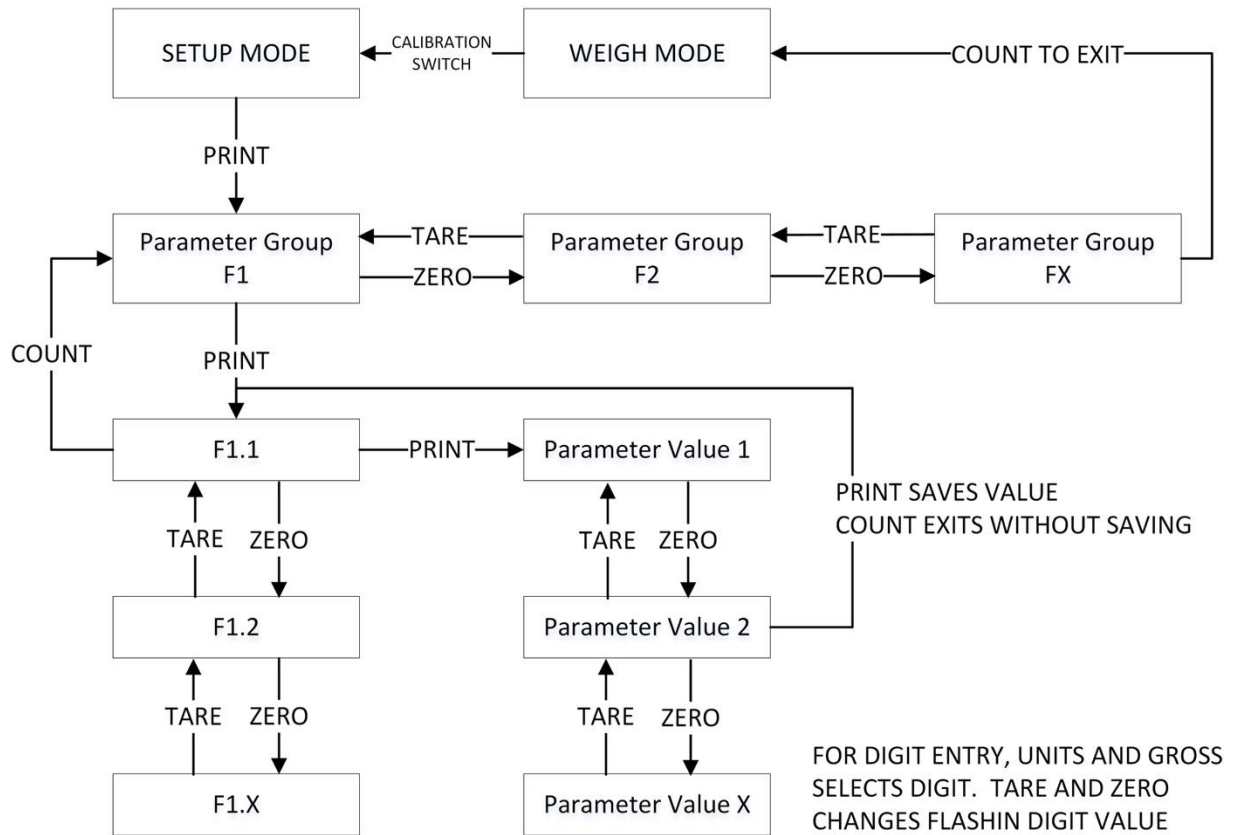 SETUP MODE
CALIBRATION
SWITCH
WEIGH MODE
COUNT TO EXIT
PRINT
Parameter Group
F1
TARE
ZERO
Parameter Group
F2
TARE
ZERO
Parameter Group
FX
COUNT
PRINT
F1.1
PRINT
Parameter Value 1
PRINT SAVES VALUE
COUNT EXITS WITHOUT SAVING
TARE
ZERO
TARE
ZERO
F1.2
Parameter Value 2
TARE
ZERO
TARE
ZERO
F1.X
Parameter Value X
FOR DIGIT ENTRY, UNITS AND GROSS
SELECTS DIGIT. TARE AND ZERO
CHANGES FLASHIN DIGIT VALUE